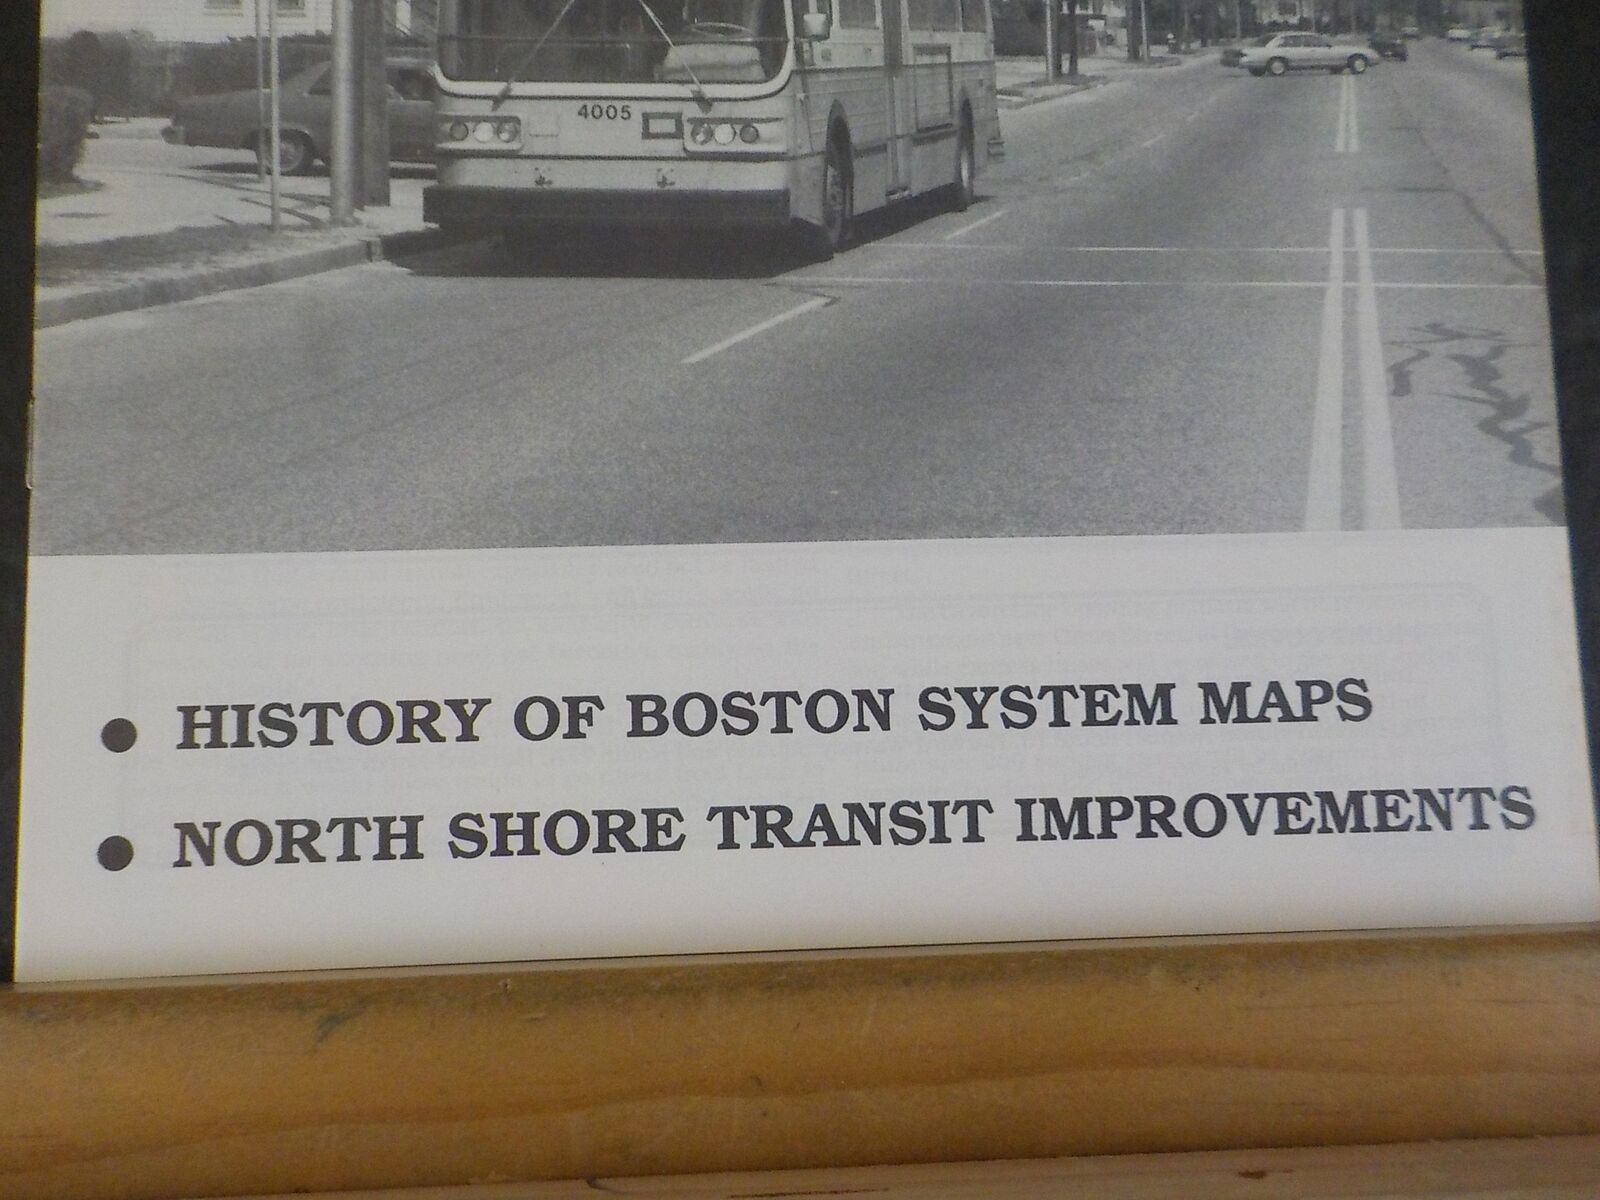 4005
● HISTORY OF BOSTON SYSTEM MAPS
● NORTH SHORE TRANSIT IMPROVEMENTS